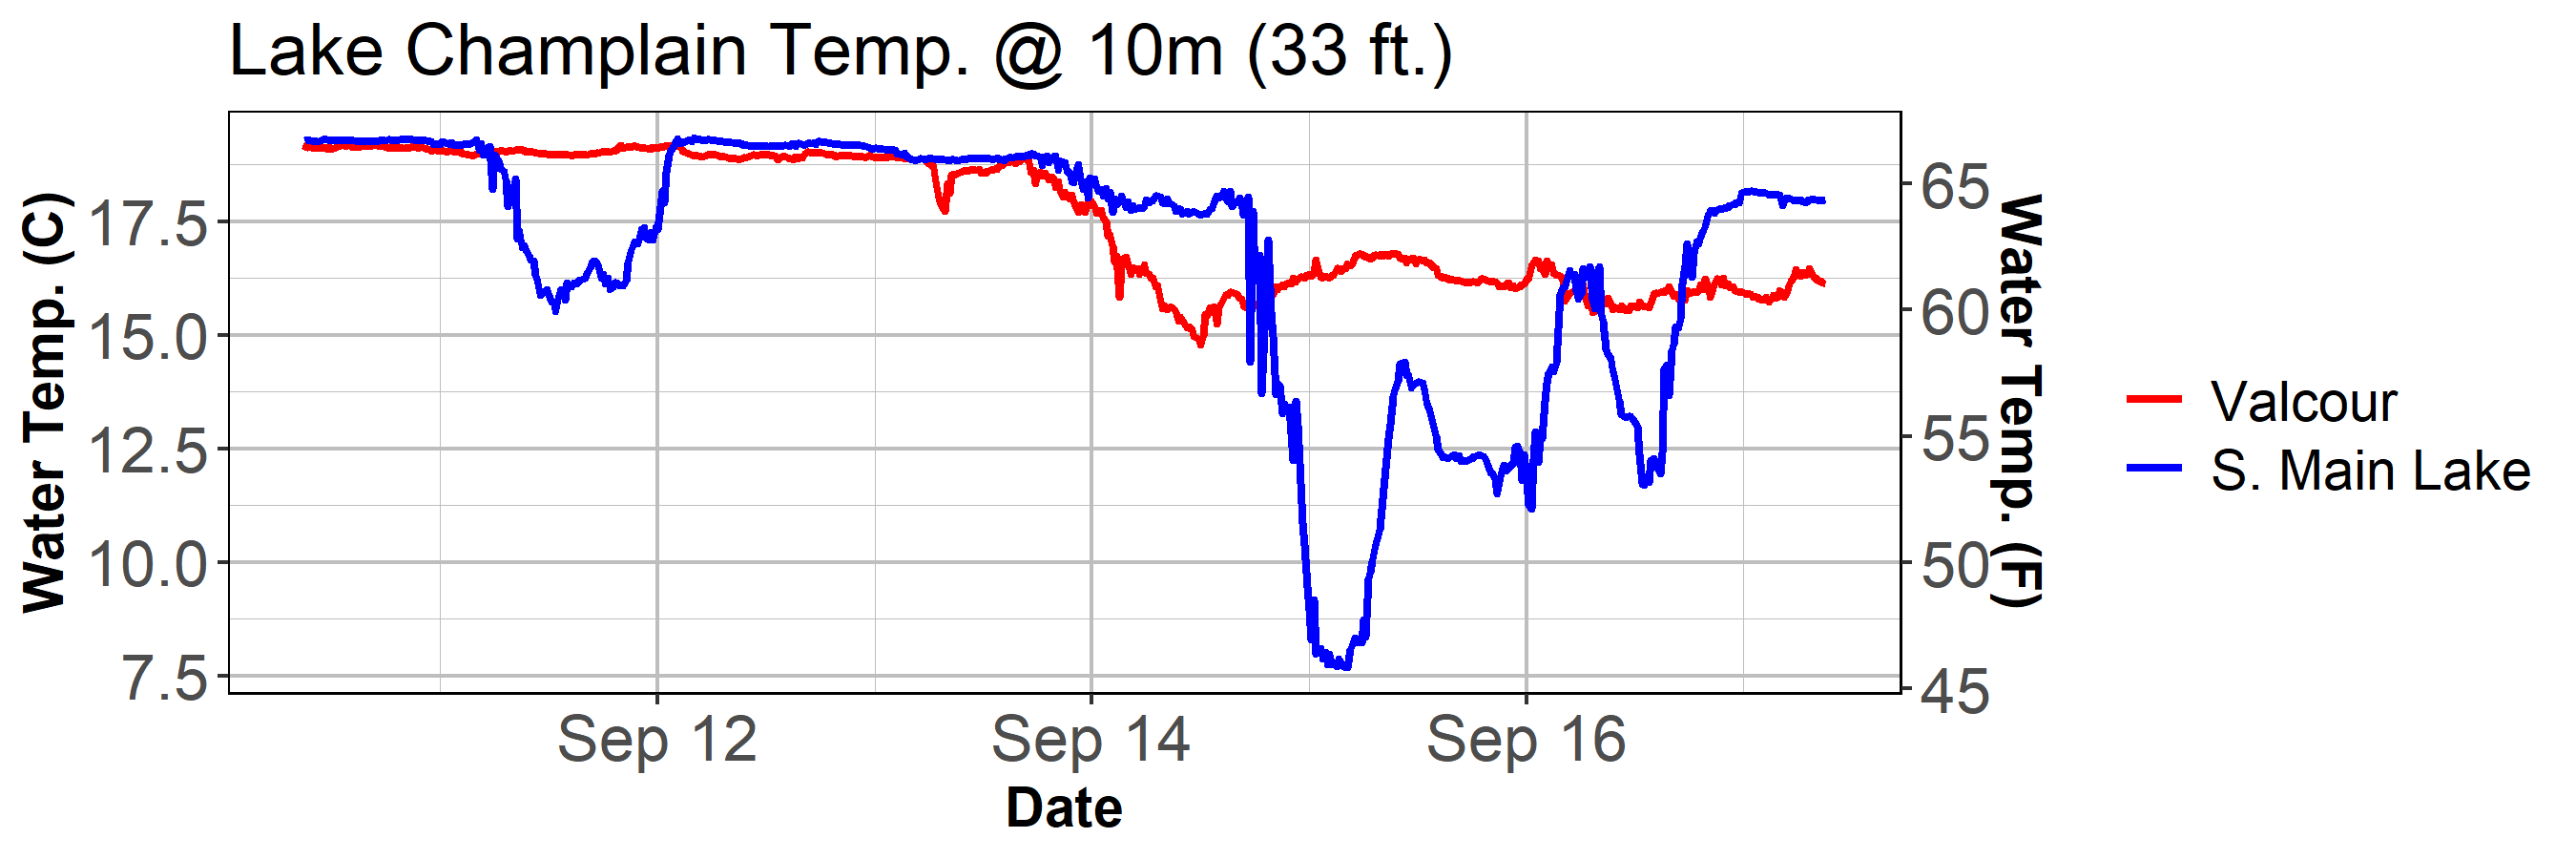 Lake Champlain Temp. @ 10m (33 ft.)
Water Temp. (C)
17.5
15.0
12.5
10.0
7.5
65
60
55
50
45
Water Temp. (F)
Sep 12
Sep 14
Sep 16
Date
Valcour
S. Main Lake